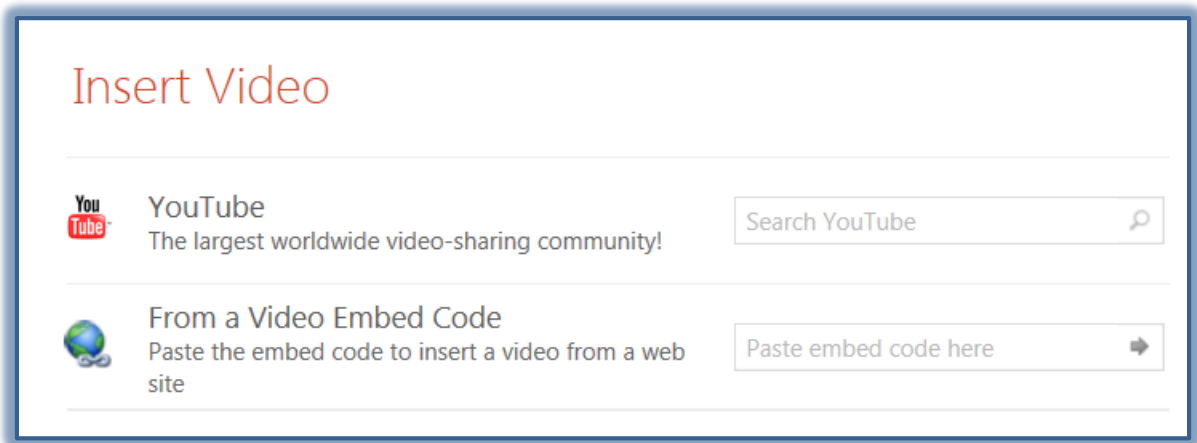 Insert Video
You
Tube
YouTube
The largest worldwide video-sharing community!
Search YouTube
From a Video Embed Code
Paste the embed code to insert a video from a web
site
Paste embed code here